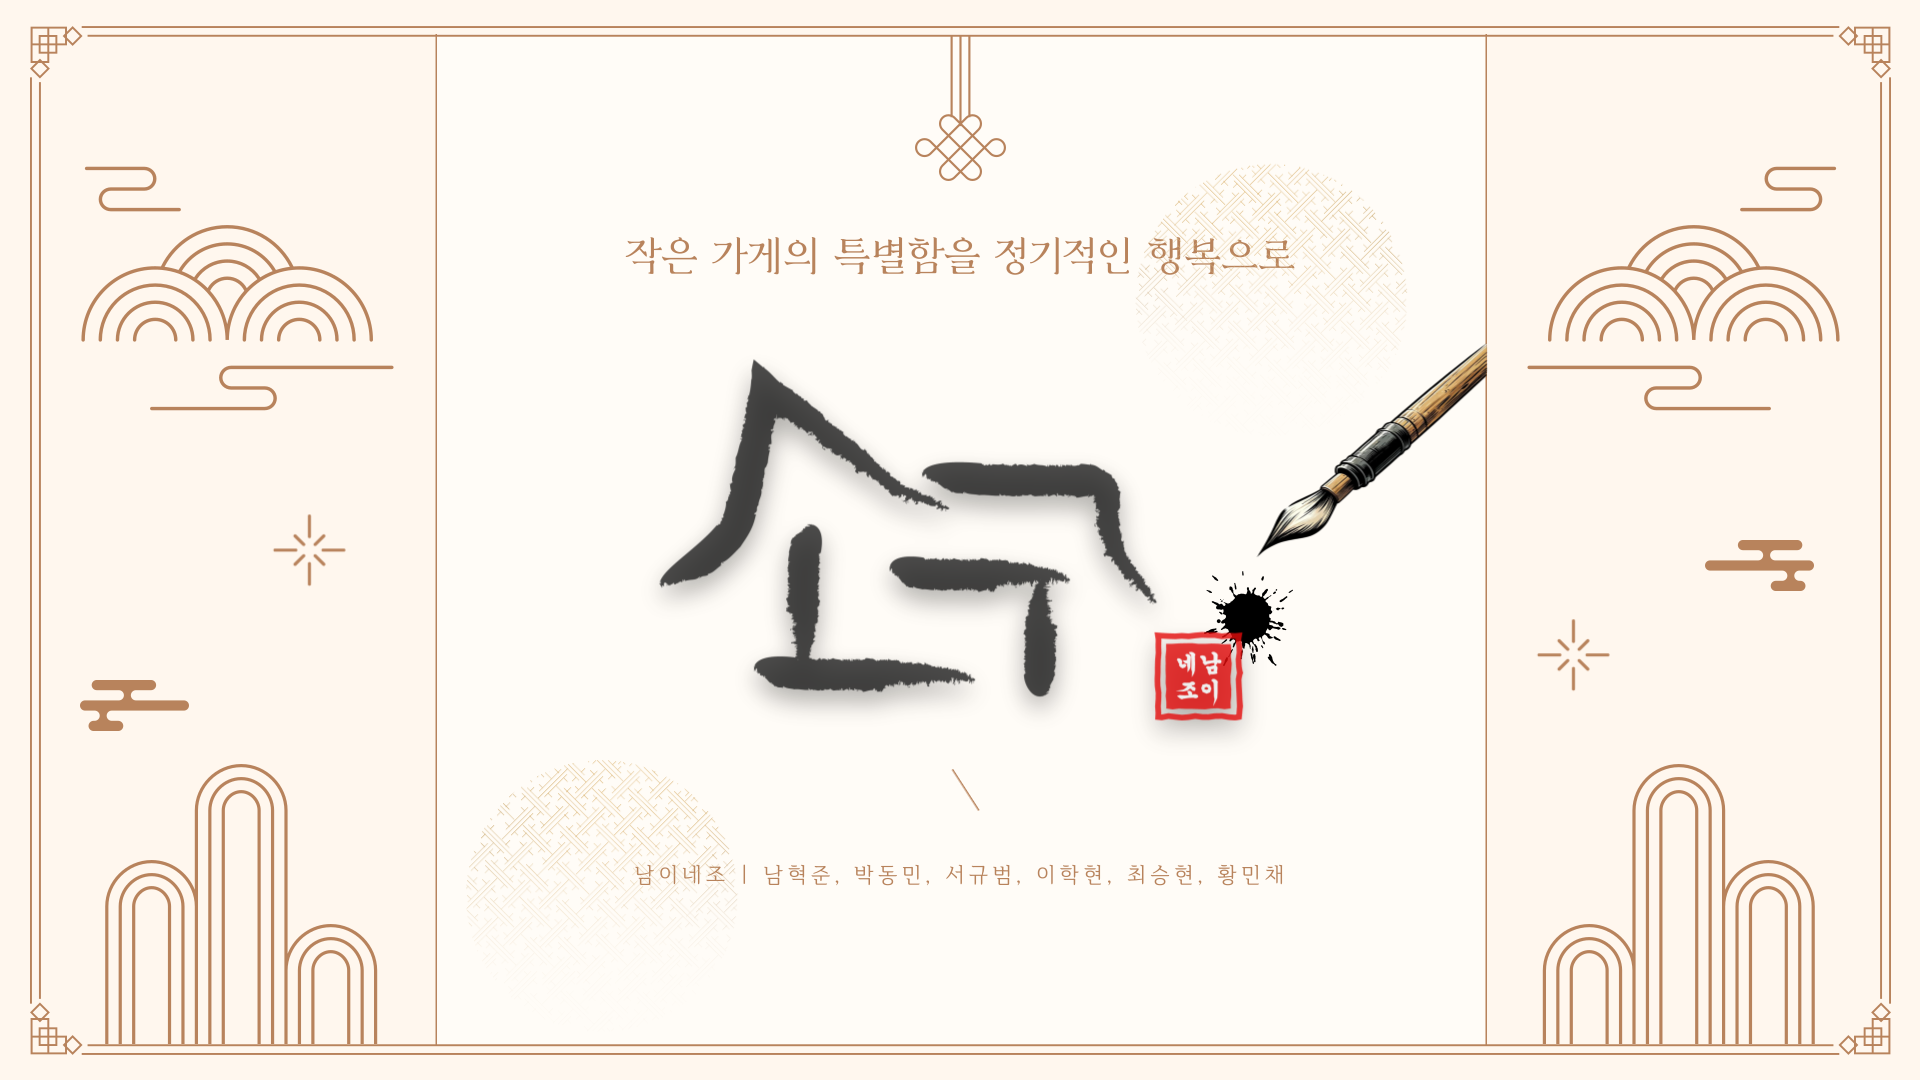 작은 가게의 특별함을 정기적인 행복으로
소구
네남
조이
남이네조 | 남혁준, 박동민, 서규범, 이학현, 최승현, 황민채